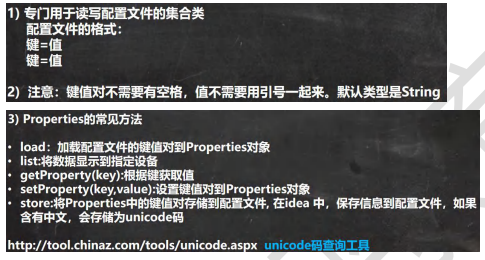 1) 专门用于读写配置文件的集合类
配置文件的格式：
键=值
键=值
2) 注意：键值对不需要有空格，值不需要用引号一起来。默认类型是String
3) Properties的常见方法
• load: 加载配置文件的键值对到Properties对象
• list:将数据显示到指定设备
• getProperty(key):根据键获取值
• setProperty(key,value):设置键值对到Properties对象
• store:将Properties中的键值对存储到配置文件, 在idea 中，保存信息到配置文件，如果
含有中文，会存储为unicode码
http://tool.chinaz.com/tools/unicode.aspx unicode码查询工具